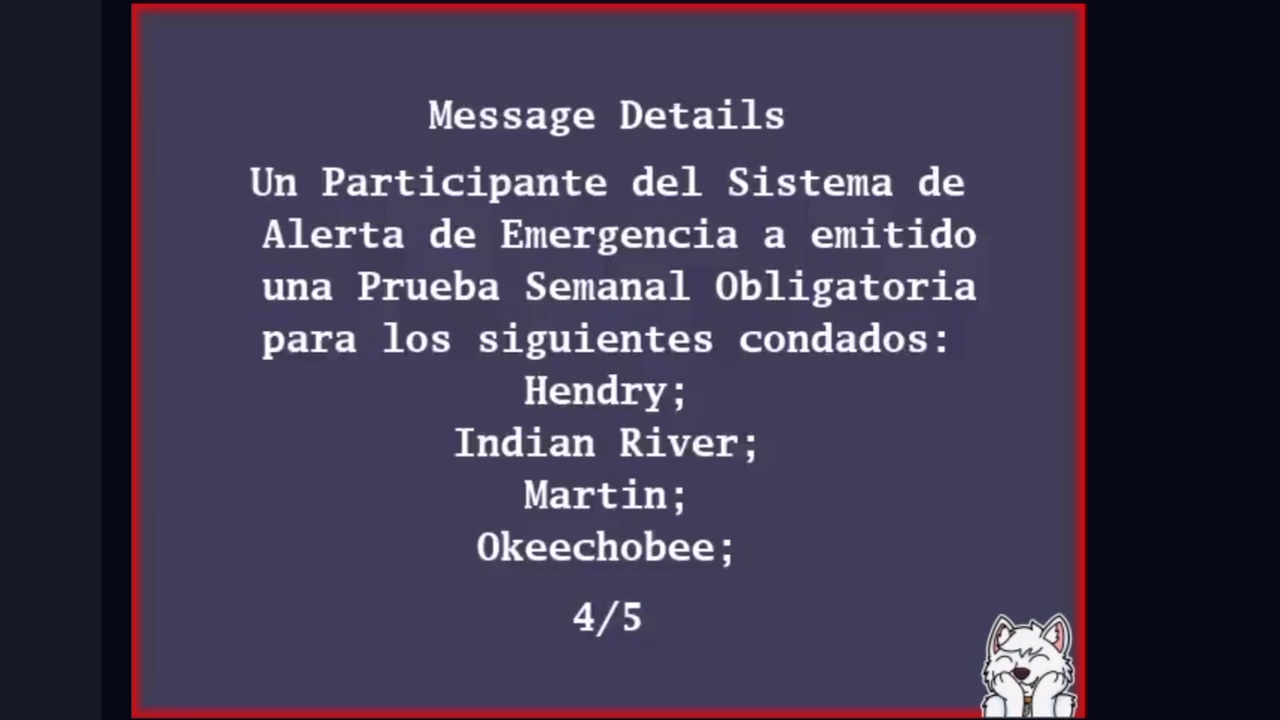 Message Details
Un Participante del Sistema de
Alerta de Emergencia a emitido
una Prueba Semanal Obligatoria
para los siguientes condados:
Hendry;
Indian River;
Martin;
Okeechobee;
4/5